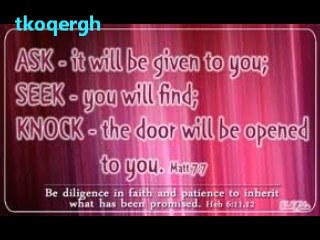 tkoqergh
ASK - it will be given to you;
SEEK - you will find;
KNOCK - the door will be opened
to you. Matt 7:7
Be diligence in faith and patience to inherit
what has been promised. Heb 6:11,12